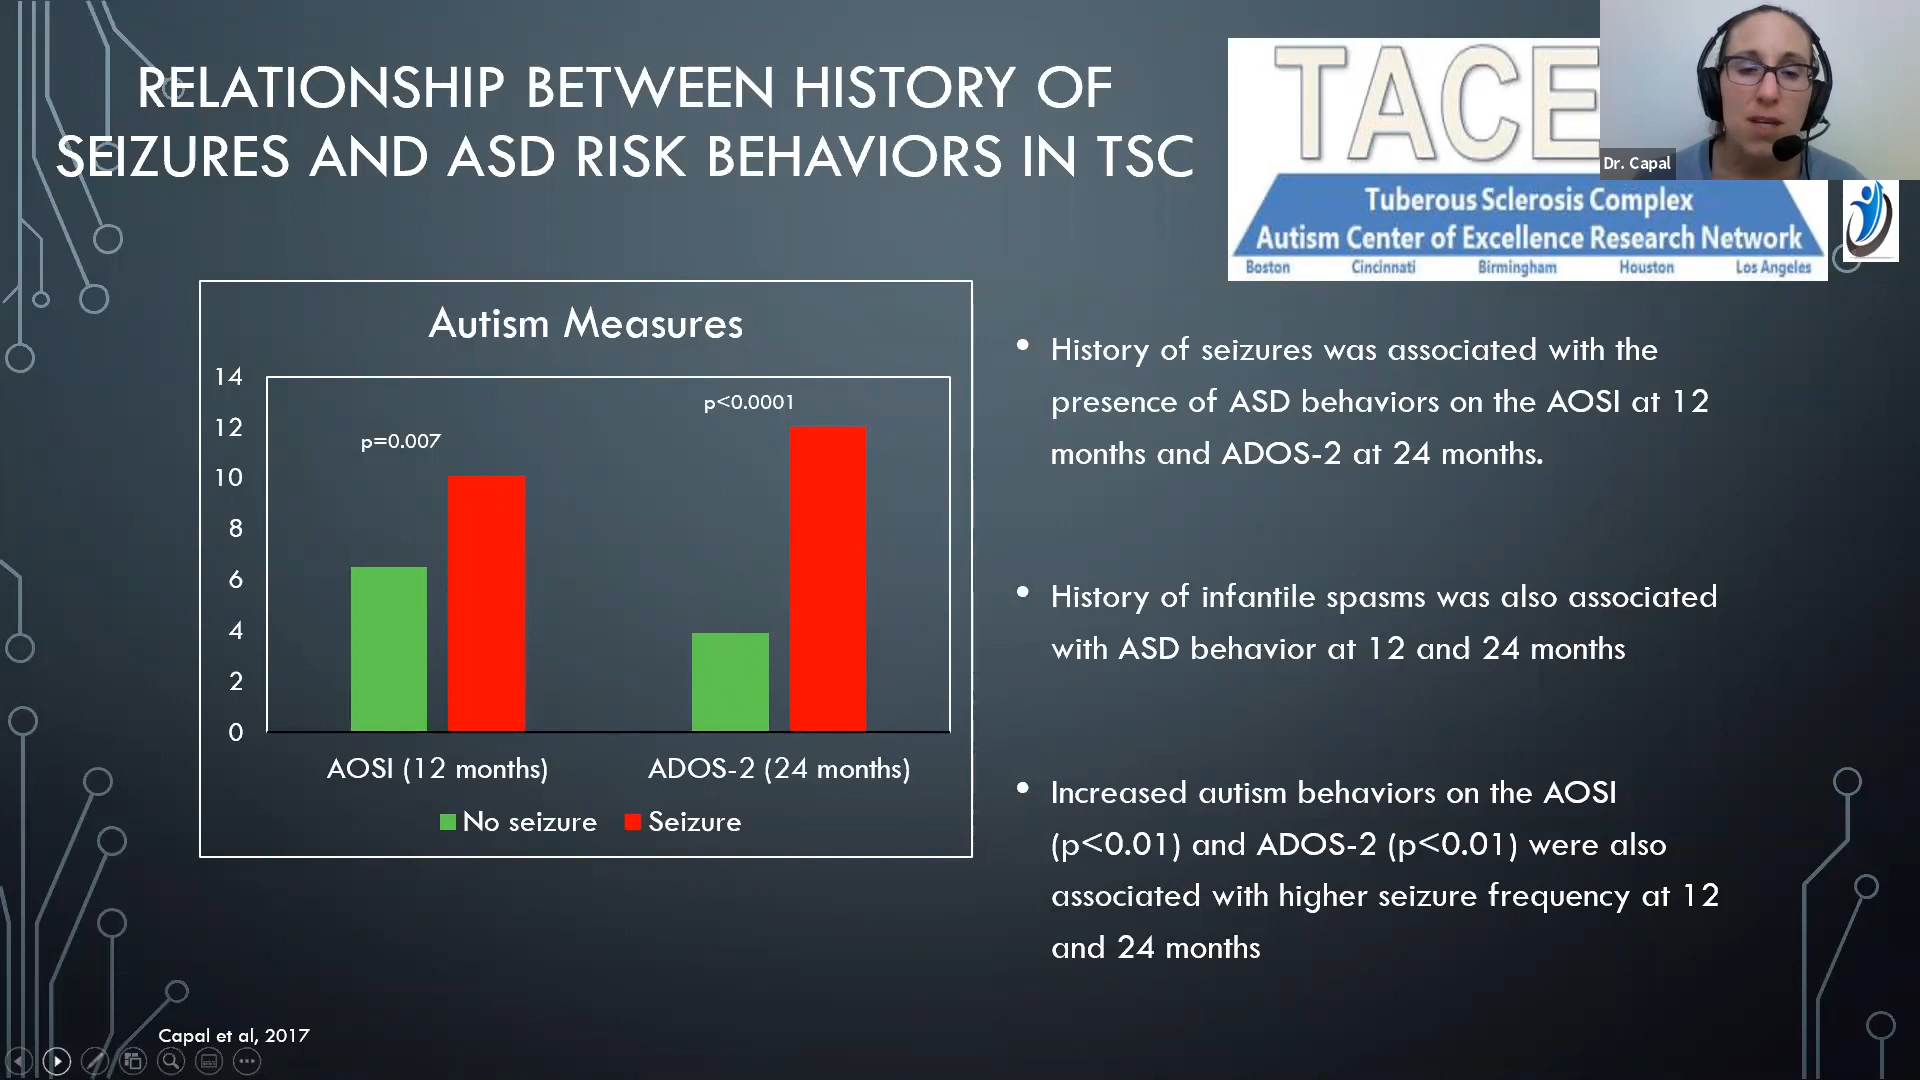 RELATIONSHIP BETWEEN HISTORY OF
SEIZURES AND ASD RISK BEHAVIORS IN TSC
TACE
Dr. Capal
Tuberous Sclerosis Complex
Autism Center of Excellence Research Network
Boston Cincinnati Birmingham Houston Los Angeles
Autism Measures
14
12
10
8
6
4
2
0
p=0.007
p<0.0001
AOSI (12 months) ADOS-2 (24 months)
No seizure Seizure
• History of seizures was associated with the
presence of ASD behaviors on the AOSI at 12
months and ADOS-2 at 24 months.
• History of infantile spasms was also associated
with ASD behavior at 12 and 24 months
• Increased autism behaviors on the AOSI
(p<0.01) and ADOS-2 (p<0.01) were also
associated with higher seizure frequency at 12
and 24 months
Capal et al, 2017